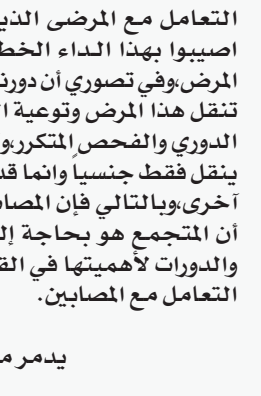 التعامل مع المرضى الذي
اصيبوا بهذا الداء الخط
المرض،وفي تصوري أن دورن
تنقل هذا المرض وتوعية ا
الدوري والفحص المتكرر،و
ينقل فقط جنسياً وانما قد
آخرى،وبالتالي فإن المصا
أن المتجمع هو بحاجة إل
والدورات لأهميتها في الق
التعامل مع المصابين.
يدمر م